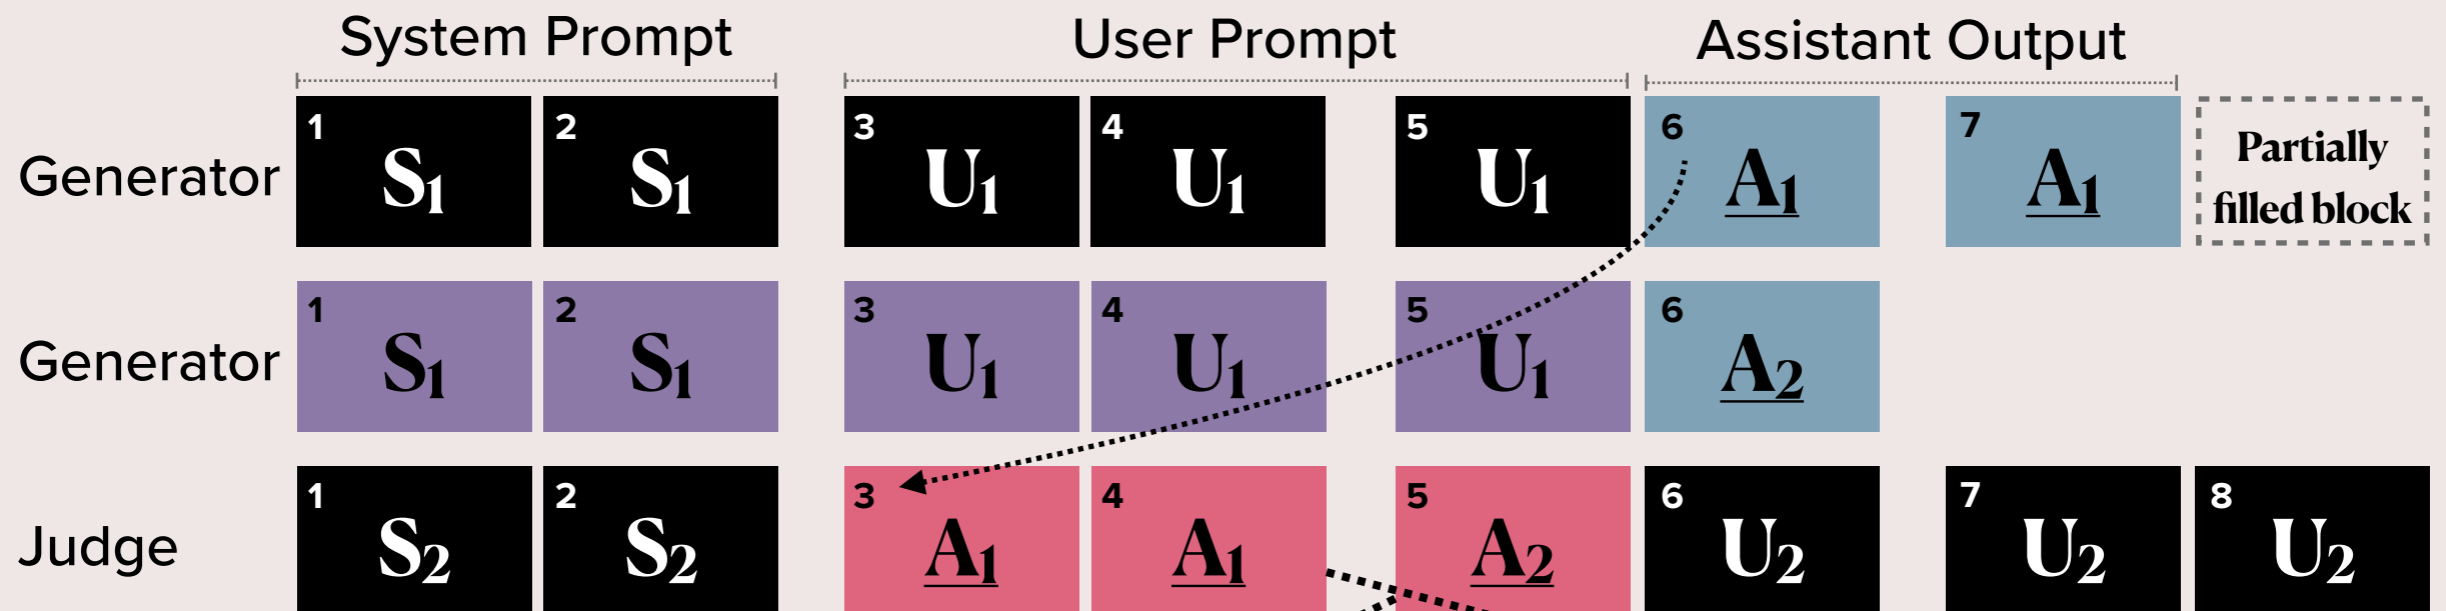 System Prompt User Prompt Assistant Output
Generator 1 S₁ 2 S₁ 3 U₁ 4 U₁ 5 U₁ 6 A₁ 7 A₁ Partially
filled block
Generator 1 S₁ 2 S₁ 3 U₁ 4 U₁ 5 U₁ 6 A₂
Judge 1 S₂ 2 S₂ 3 A₁ 4 A₁ 5 A₂ 6 U₂ 7 U₂ 8 U₂